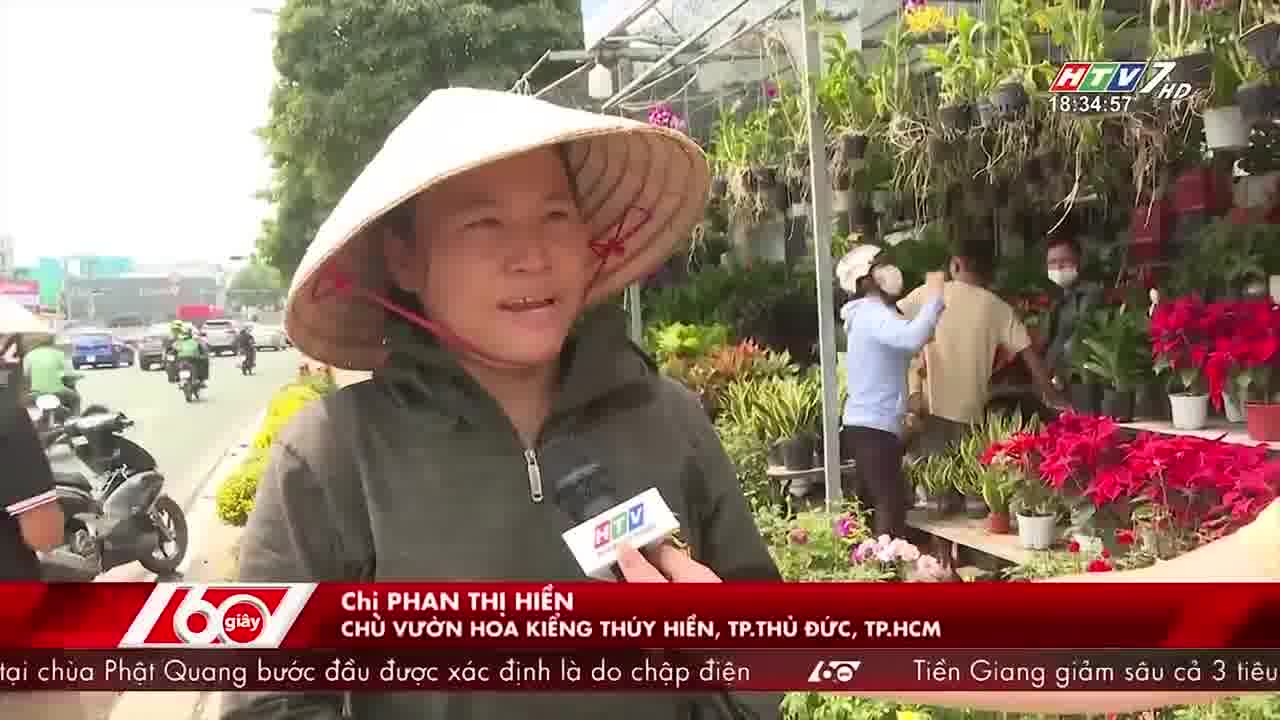 HTV7 HD
18:34:57
HTV
60 giây
Chị PHAN THỊ HIỀN
CHỦ VƯỜN HOA KIỂNG THÚY HIỀN, TP.THỦ ĐỨC, TP.HCM
tại chùa Phật Quang bước đầu được xác định là do chập điện
60
Tiền Giang giảm sâu cả 3 tiêu